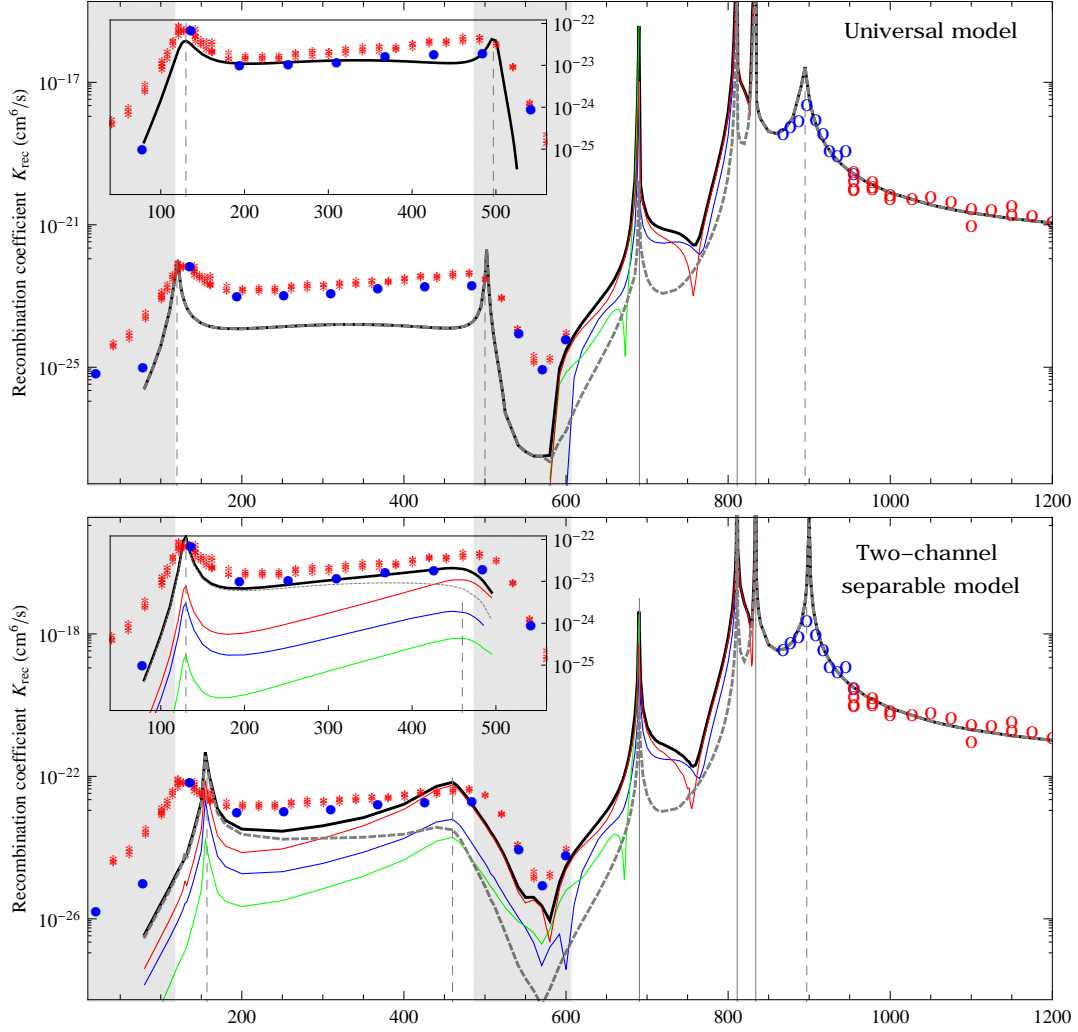 Universal model
Recombination coefficient K_rec (cm^6/s)
10^-17
10^-21
10^-25
10^-22
10^-23
10^-24
10^-25
100 200 300 400 500
200 400 600 800 1000 1200
Two-channel
separable model
Recombination coefficient K_rec (cm^6/s)
10^-18
10^-22
10^-26
10^-22
10^-23
10^-24
10^-25
100 200 300 400 500
200 400 600 800 1000 1200